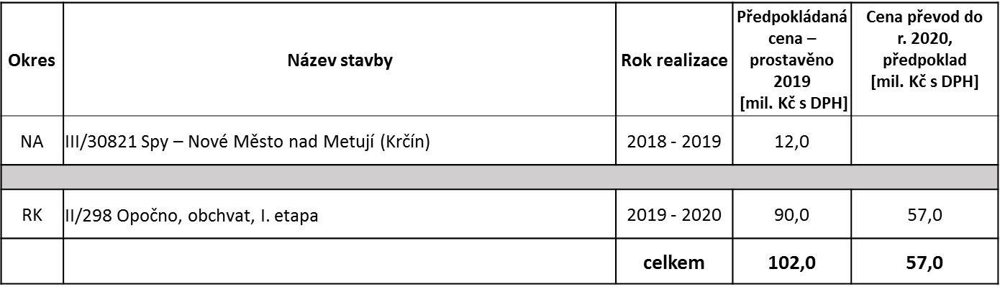 Okres
Název stavby
Rok realizace
Předpokládaná
cena –
prostavěno
2019
[mil. Kč s DPH]
Cena převod do
r. 2020,
předpoklad
[mil. Kč s DPH]
NA
III/30821 Spy – Nové Město nad Metují (Krčín)
2018 - 2019
12,0
RK
II/298 Opočno, obchvat, I. etapa
2019 - 2020
90,0
57,0
celkem
102,0
57,0